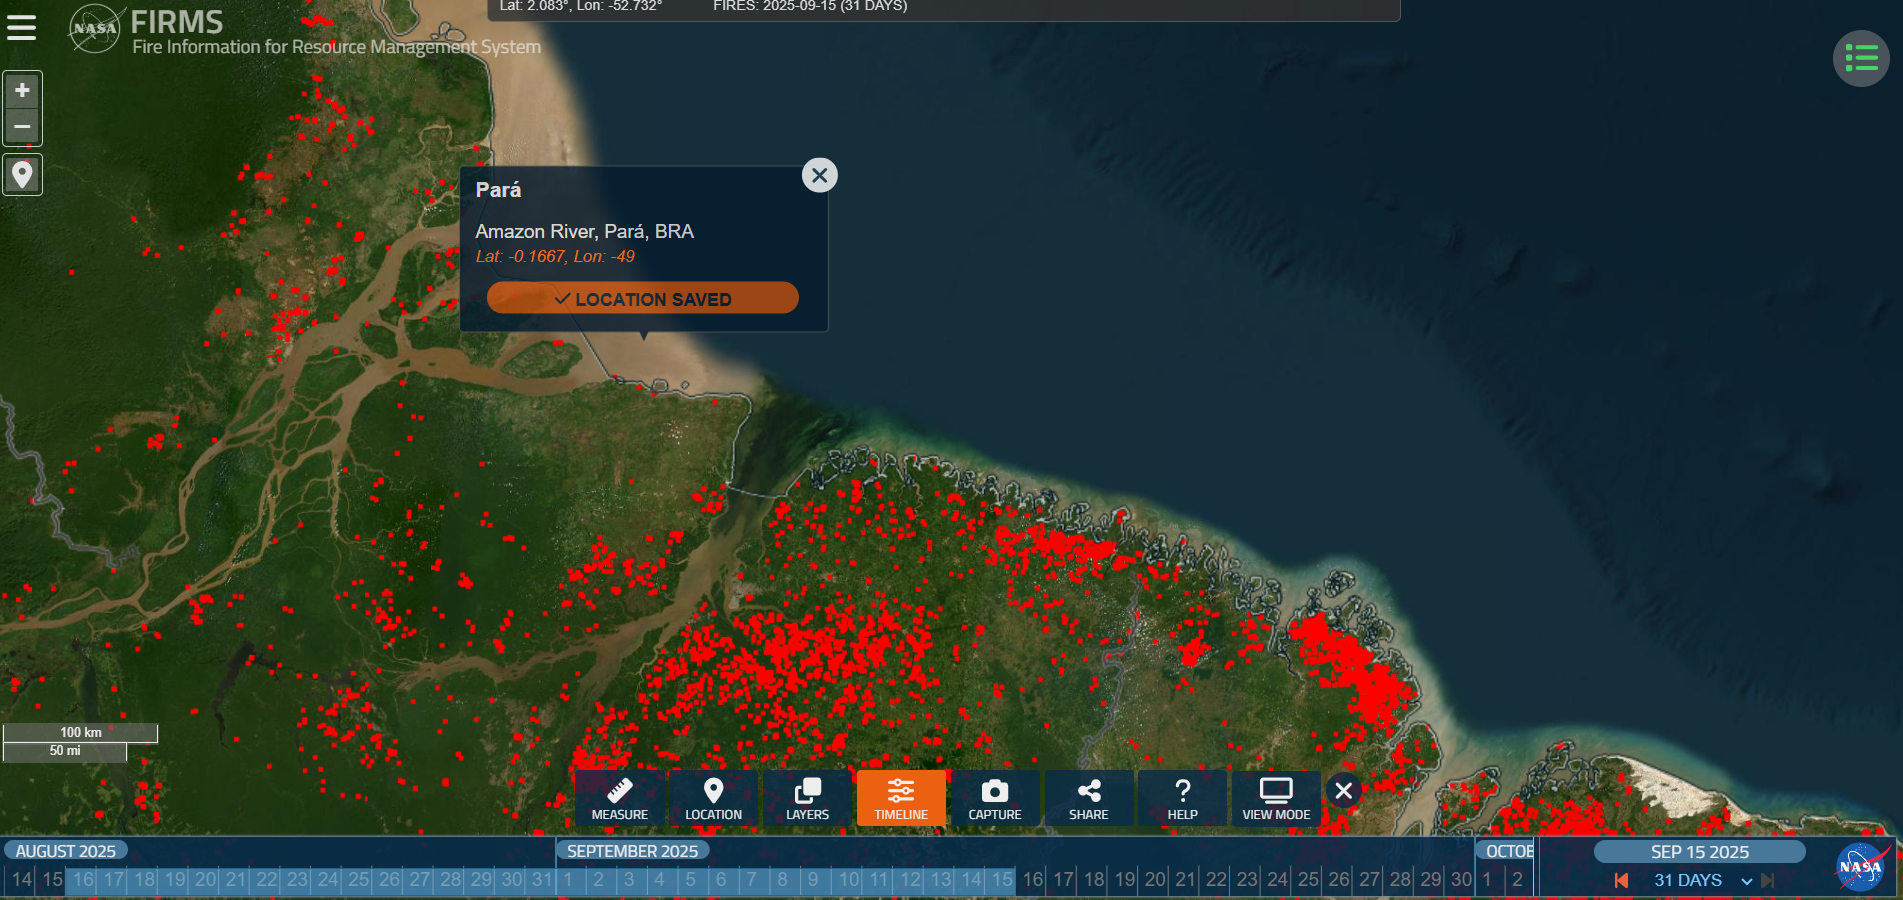 Lat: 2.083°, Lon: -52.732° FIRES: 2025-09-15 (31 DAYS)
NASA FIRMS
Fire Information for Resource Management System
+
−
Pará
Amazon River, Pará, BRA
Lat: -0.1667, Lon: -49
LOCATION SAVED
100 km
50 mi
MEASURE LOCATION LAYERS TIMELINE CAPTURE SHARE HELP VIEW MODE
AUGUST 2025 SEPTEMBER 2025 OCTOB SEP 15 2025
14 15 16 17 18 19 20 21 22 23 24 25 26 27 28 29 30 31 1 2 3 4 5 6 7 8 9 10 11 12 13 14 15 16 17 18 19 20 21 22 23 24 25 26 27 28 29 30 1 2 31 DAYS
NASA